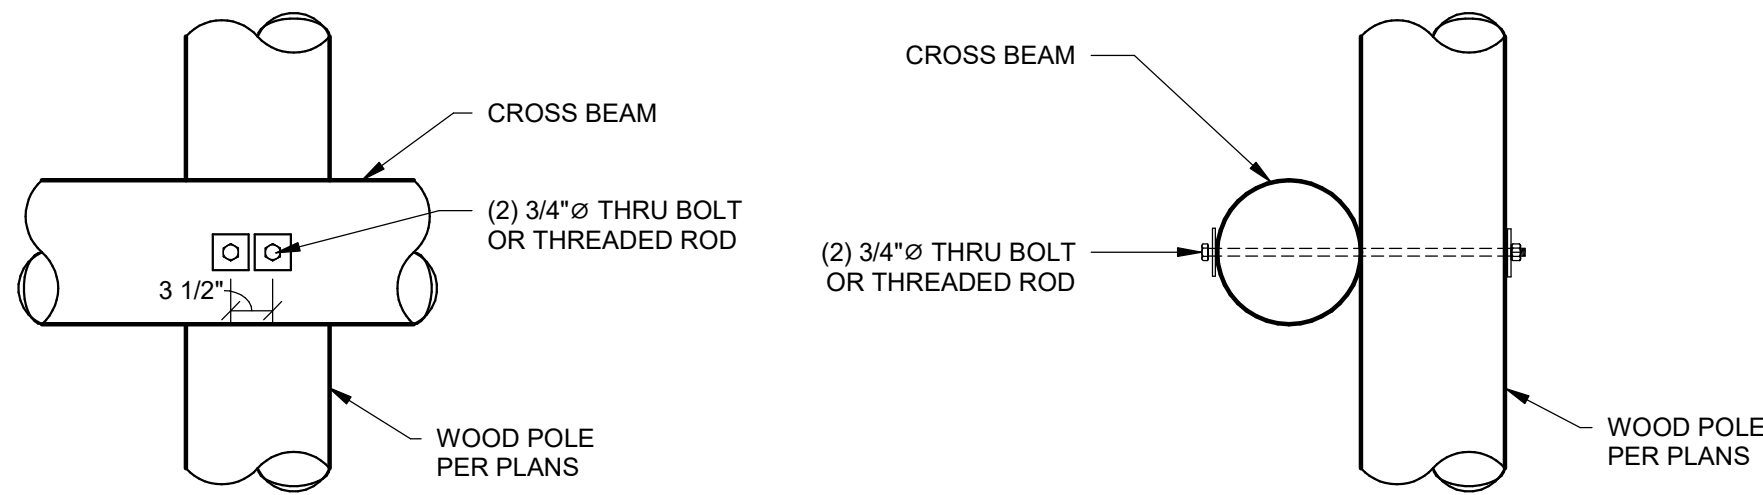 CROSS BEAM
(2) 3/4"⌀ THRU BOLT
OR THREADED ROD
3 1/2"
WOOD POLE
PER PLANS
CROSS BEAM
(2) 3/4"⌀ THRU BOLT
OR THREADED ROD
WOOD POLE
PER PLANS